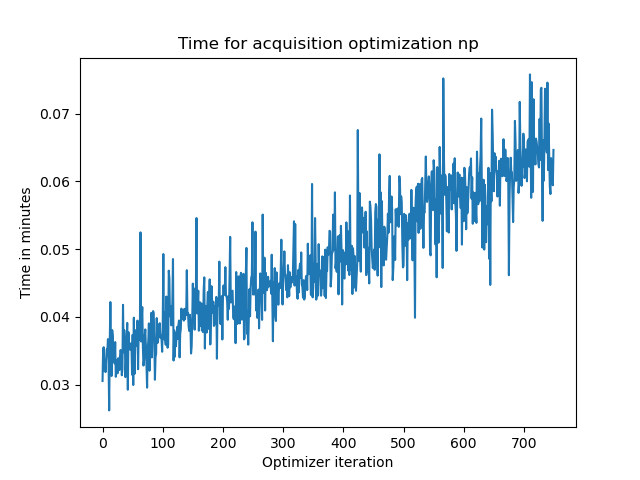 Time for acquisition optimization np
Time in minutes
0.07
0.06
0.05
0.04
0.03
0 100 200 300 400 500 600 700
Optimizer iteration